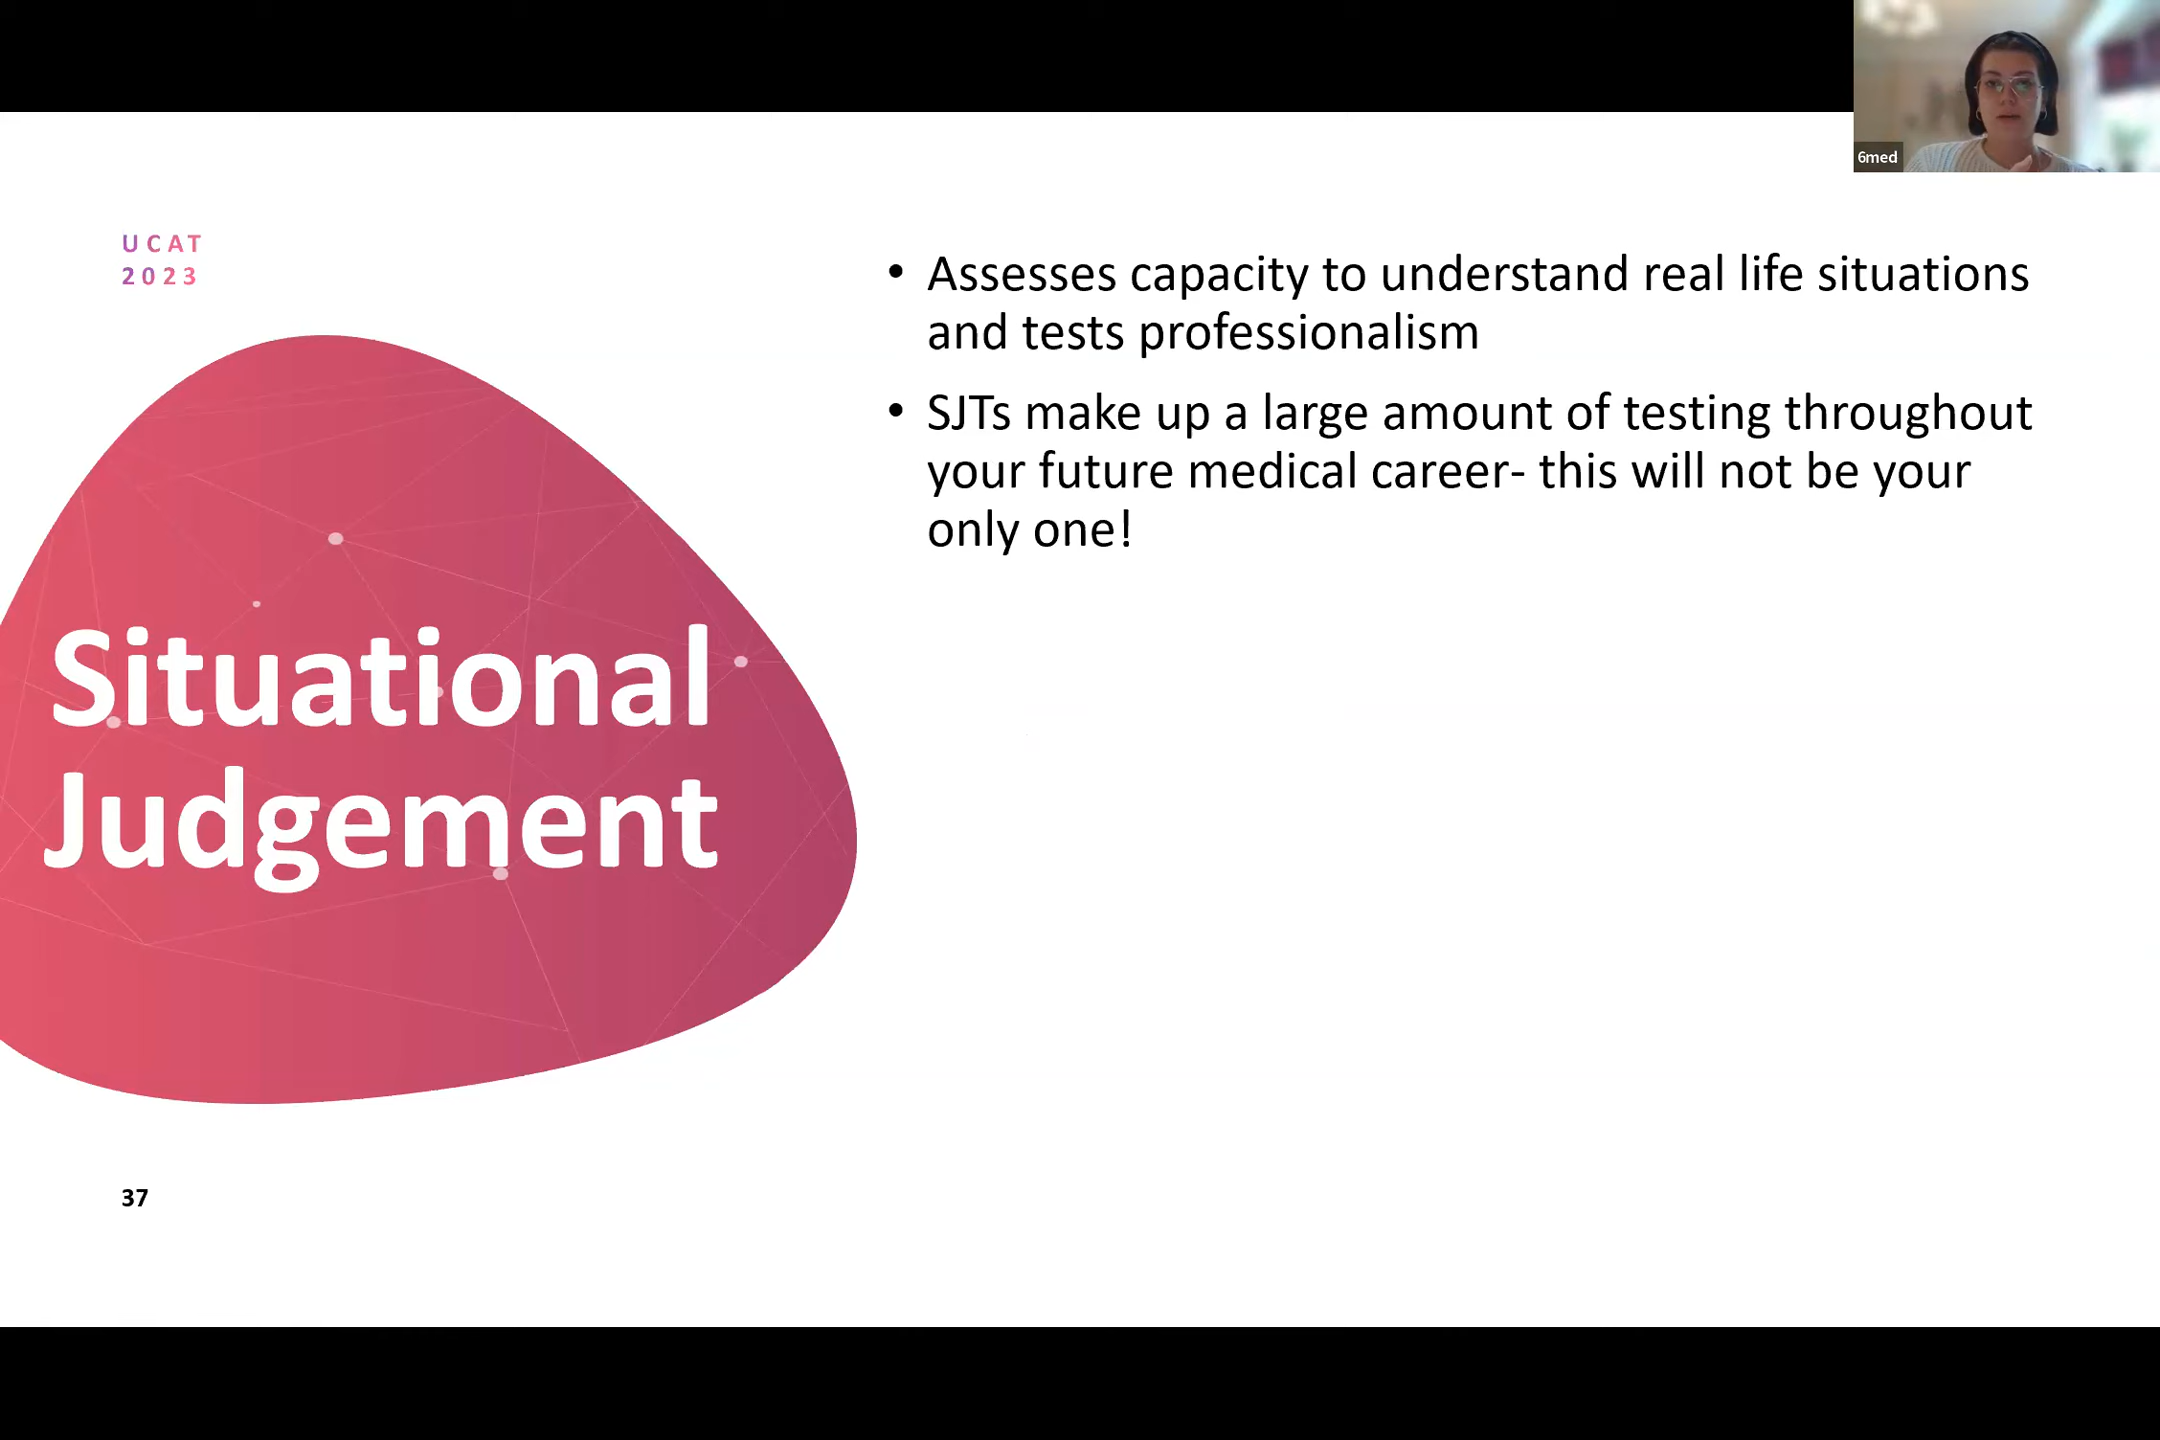 6med
UCAT
2023
Situational
Judgement
• Assesses capacity to understand real life situations
and tests professionalism
• SJTs make up a large amount of testing throughout
your future medical career- this will not be your
only one!
37